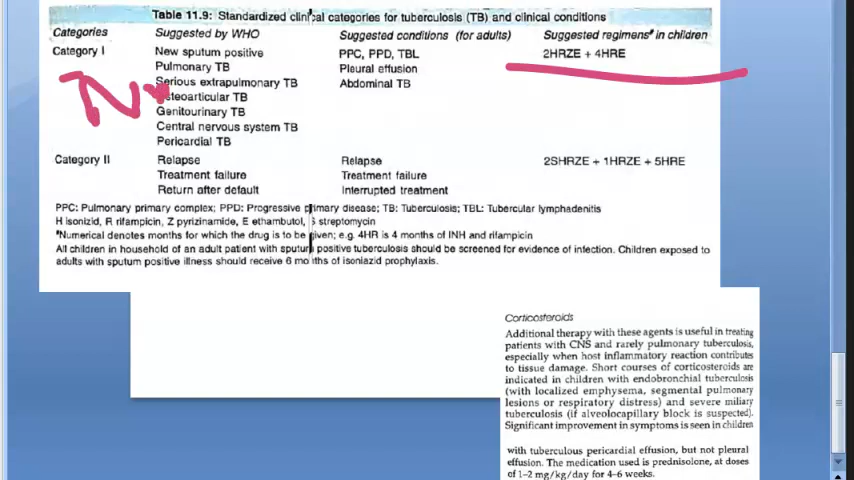 Table 11.9: Standardized clinical categories for tuberculosis (TB) and clinical conditions
Categories Suggested by WHO Suggested conditions (for adults) Suggested regimens# in children
Category I New sputum positive PPC, PPD, TBL 2HRZE + 4HRE
Pulmonary TB Pleural effusion
Serious extrapulmonary TB Abdominal TB
Osteoarticular TB
Genitourinary TB
Central nervous system TB
Pericardial TB
Category II Relapse Relapse 2SHRZE + 1HRZE + 5HRE
Treatment failure Treatment failure
Return after default Interrupted treatment
PPC: Pulmonary primary complex; PPD: Progressive primary disease; TB: Tuberculosis; TBL: Tubercular lymphadenitis
H isonizid, R rifampicin, Z pyrizinamide, E ethambutol, S streptomycin
#Numerical denotes months for which the drug is to be given; e.g. 4HR is 4 months of INH and rifampicin
All children in household of an adult patient with sputum positive tuberculosis should be screened for evidence of infection. Children exposed to
adults with sputum positive illness should receive 6 months of isoniazid prophylaxis.
Corticosteroids
Additional therapy with these agents is useful in treating
patients with CNS and rarely pulmonary tuberculosis,
especially when host inflammatory reaction contributes
to tissue damage. Short courses of corticosteroids are
indicated in children with endobronchial tuberculosis
(with localized emphysema, segmental pulmonary
lesions or respiratory distress) and severe miliary
tuberculosis (if alveolocapillary block is suspected).
Significant improvement in symptoms is seen in children
with tuberculous pericardial effusion, but not pleural
effusion. The medication used is prednisolone, at doses
of 1–2 mg/kg/day for 4–6 weeks.